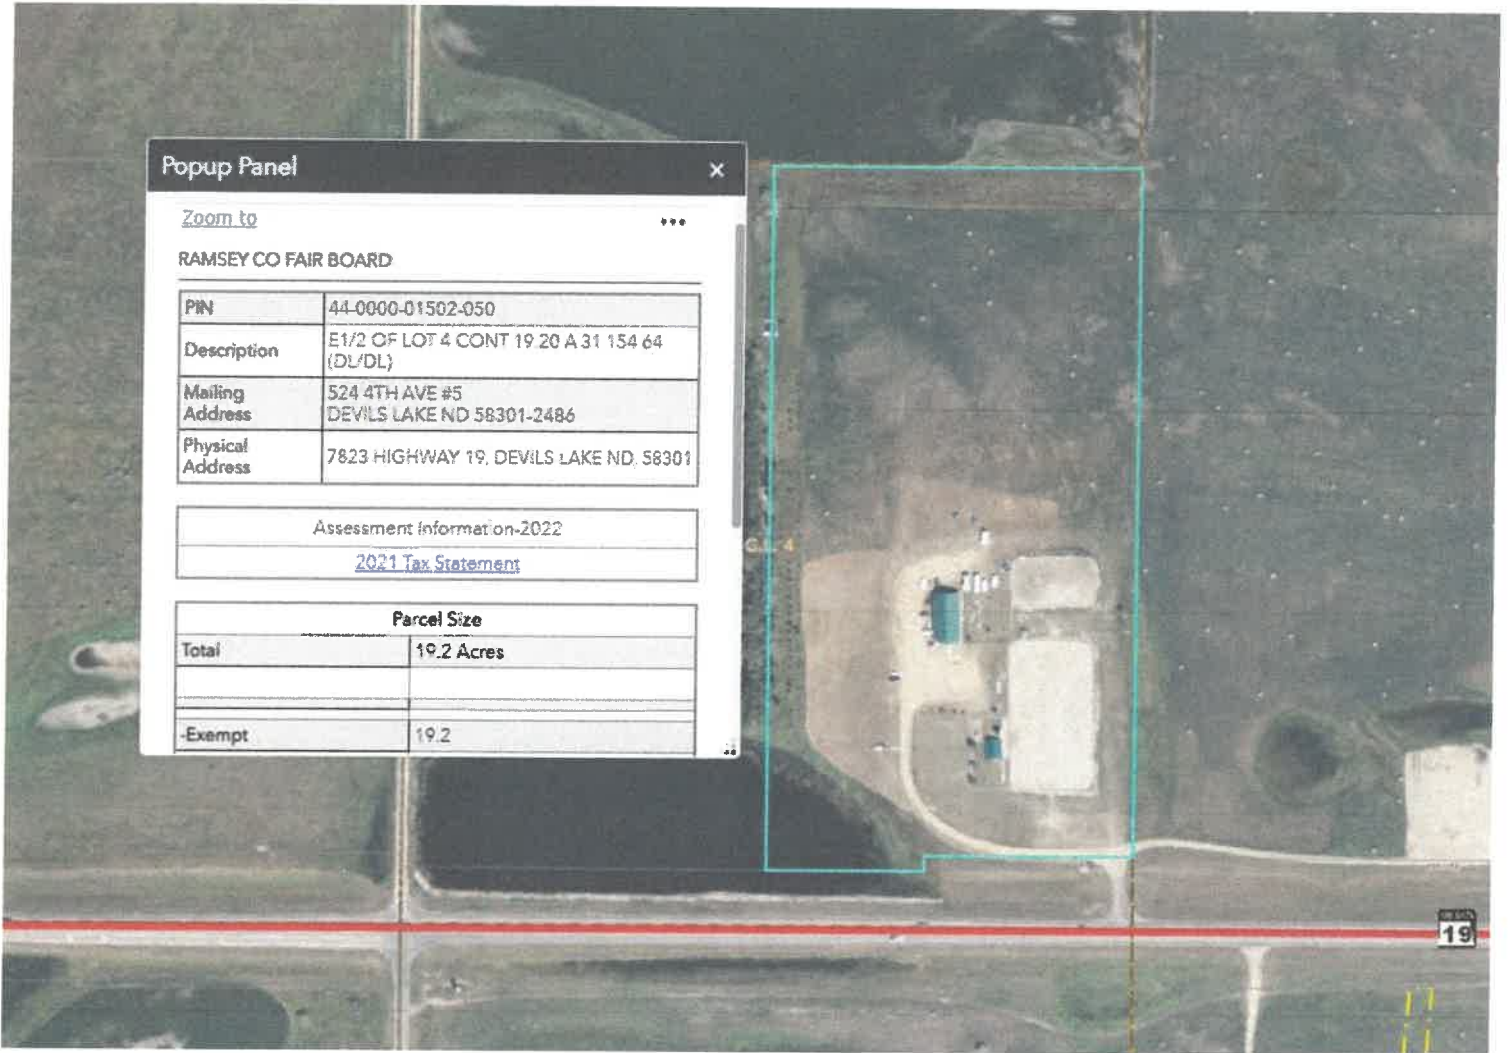 Popup Panel ×
Zoom to •••
RAMSEY CO FAIR BOARD
PIN 44-0000-01502-050
Description E1/2 OF LOT 4 CONT 19.20 A 31 154 64
(DL/DL)
Mailing Address 524 4TH AVE #5
DEVILS LAKE ND 58301-2486
Physical Address 7823 HIGHWAY 19, DEVILS LAKE ND, 58301
Assessment Information-2022
2021 Tax Statement
Parcel Size
Total 19.2 Acres
-Exempt 19.2
4
19